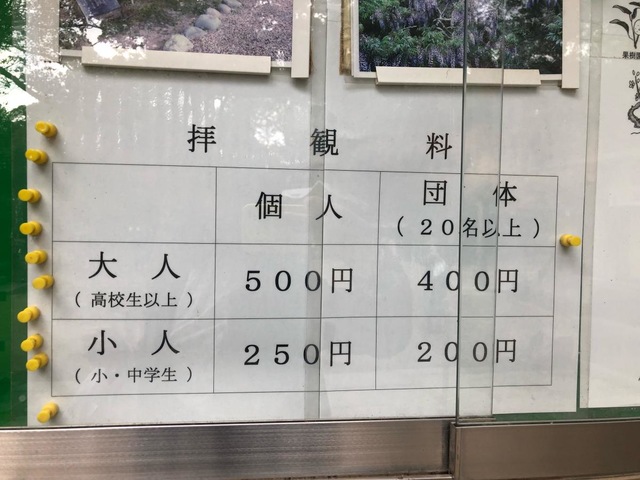 拝観料
個人
団体
(20名以上)
大人
(高校生以上)
500円
400円
小人
(小・中学生)
250円
200円